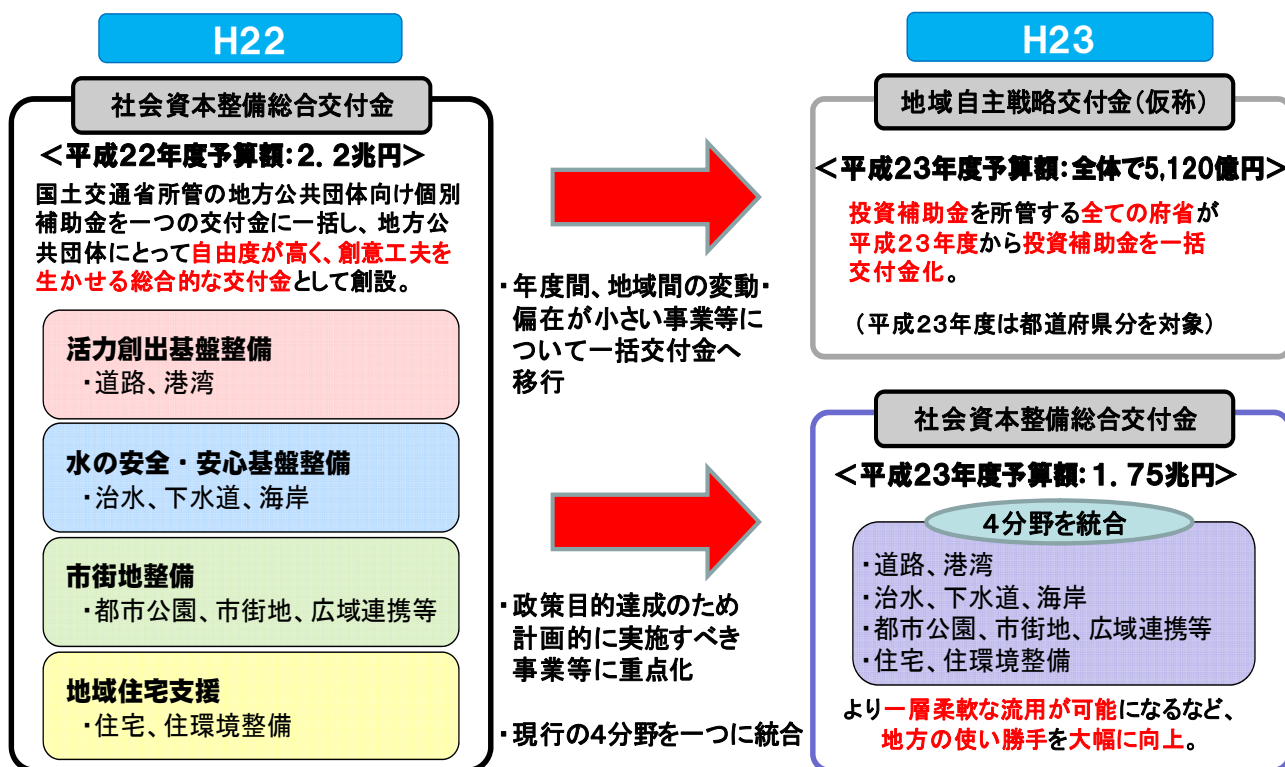 H22
社会資本整備総合交付金
＜平成22年度予算額：2．2兆円＞
国土交通省所管の地方公共団体向け個別
補助金を一つの交付金に一括し、地方公
共団体にとって自由度が高く、創意工夫を
生かせる総合的な交付金として創設。
活力創出基盤整備
・道路、港湾
水の安全・安心基盤整備
・治水、下水道、海岸
市街地整備
・都市公園、市街地、広域連携等
地域住宅支援
・住宅、住環境整備
・年度間、地域間の変動・
偏在が小さい事業等に
ついて一括交付金へ
移行
・政策目的達成のため
計画的に実施すべき
事業等に重点化
・現行の4分野を一つに統合
H23
地域自主戦略交付金（仮称）
＜平成23年度予算額：全体で5,120億円＞
投資補助金を所管する全ての府省が
平成23年度から投資補助金を一括
交付金化。
（平成23年度は都道府県分を対象）
社会資本整備総合交付金
＜平成23年度予算額：1．75兆円＞
4分野を統合
・道路、港湾
・治水、下水道、海岸
・都市公園、市街地、広域連携等
・住宅、住環境整備
より一層柔軟な流用が可能になるなど、
地方の使い勝手を大幅に向上。